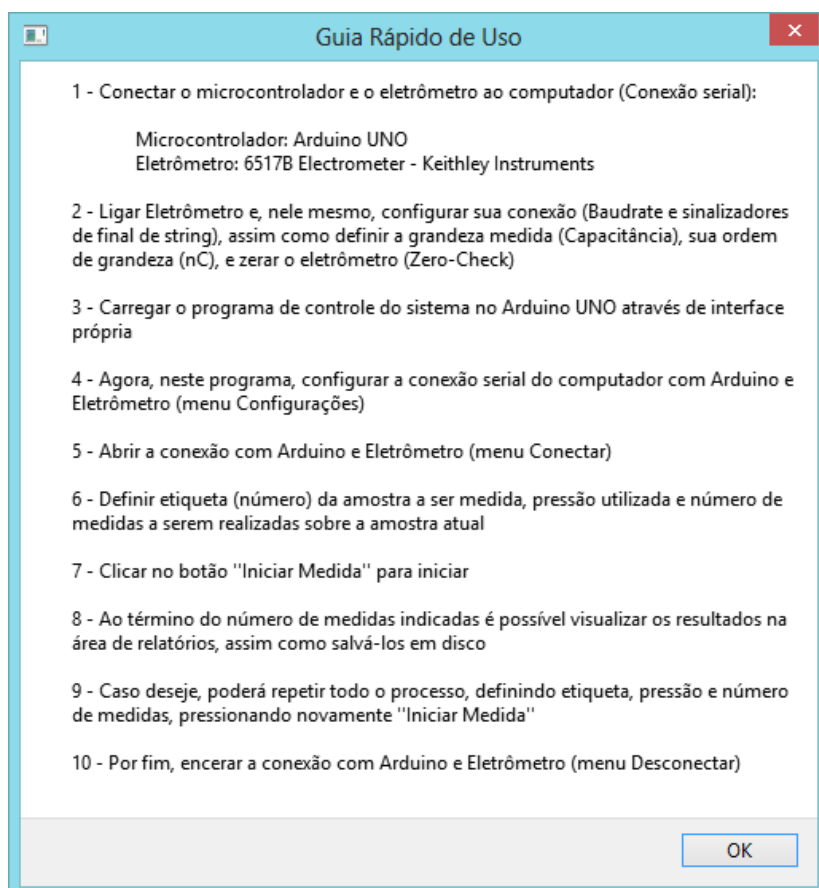 Guia Rápido de Uso
1 - Conectar o microcontrolador e o eletrômetro ao computador (Conexão serial):
Microcontrolador: Arduino UNO
Eletrômetro: 6517B Electrometer - Keithley Instruments
2 - Ligar Eletrômetro e, nele mesmo, configurar sua conexão (Baudrate e sinalizadores
de final de string), assim como definir a grandeza medida (Capacitância), sua ordem
de grandeza (nC), e zerar o eletrômetro (Zero-Check)
3 - Carregar o programa de controle do sistema no Arduino UNO através de interface
própria
4 - Agora, neste programa, configurar a conexão serial do computador com Arduino e
Eletrômetro (menu Configurações)
5 - Abrir a conexão com Arduino e Eletrômetro (menu Conectar)
6 - Definir etiqueta (número) da amostra a ser medida, pressão utilizada e número de
medidas a serem realizadas sobre a amostra atual
7 - Clicar no botão "Iniciar Medida" para iniciar
8 - Ao término do número de medidas indicadas é possível visualizar os resultados na
área de relatórios, assim como salvá-los em disco
9 - Caso deseje, poderá repetir todo o processo, definindo etiqueta, pressão e número
de medidas, pressionando novamente "Iniciar Medida"
10 - Por fim, encerar a conexão com Arduino e Eletrômetro (menu Desconectar)
OK